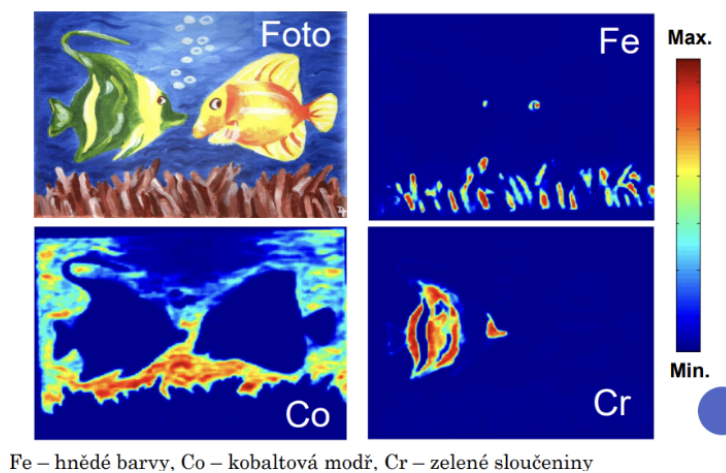 Foto
Fe
Max.
Co
Cr
Min.
Fe – hnědé barvy, Co – kobaltová modř, Cr – zelené sloučeniny